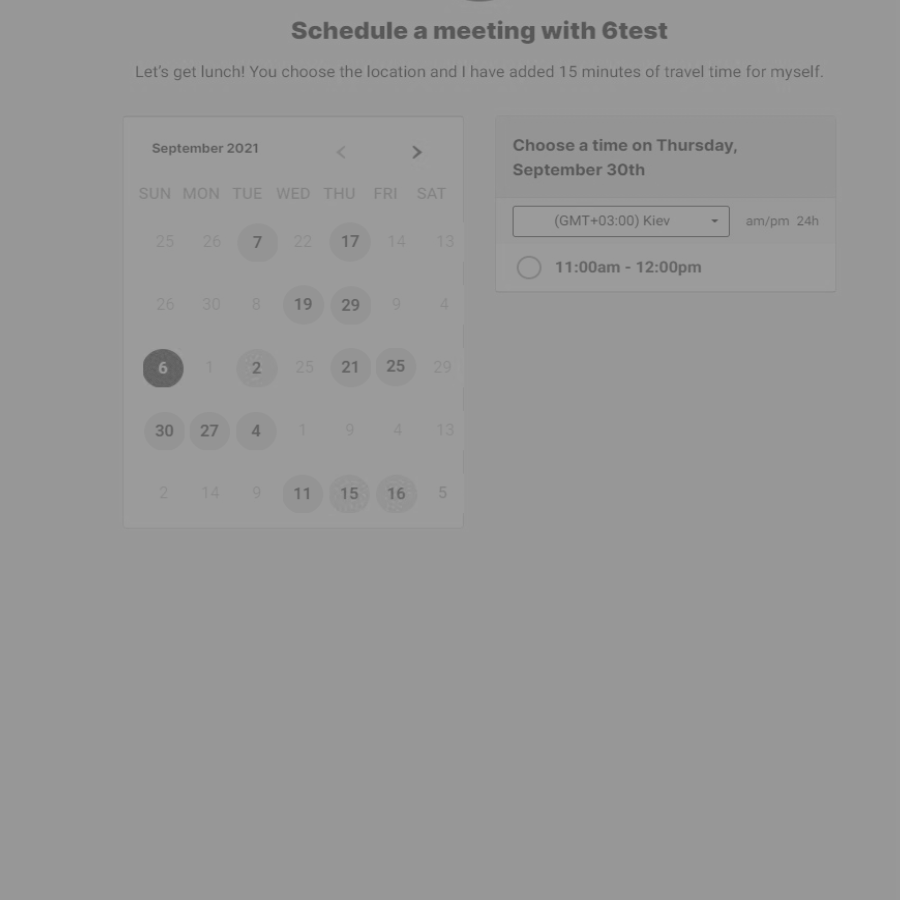 Schedule a meeting with 6test
Let's get lunch! You choose the location and I have added 15 minutes of travel time for myself.
September 2021
SUN MON TUE WED THU FRI SAT
25 26 7 22 17 14 13
26 30 8 19 29 9 4
6 1 2 25 21 25 29
30 27 4 1 9 4 13
2 14 9 11 15 16 5
Choose a time on Thursday,
September 30th
(GMT+03:00) Kiev am/pm 24h
11:00am - 12:00pm